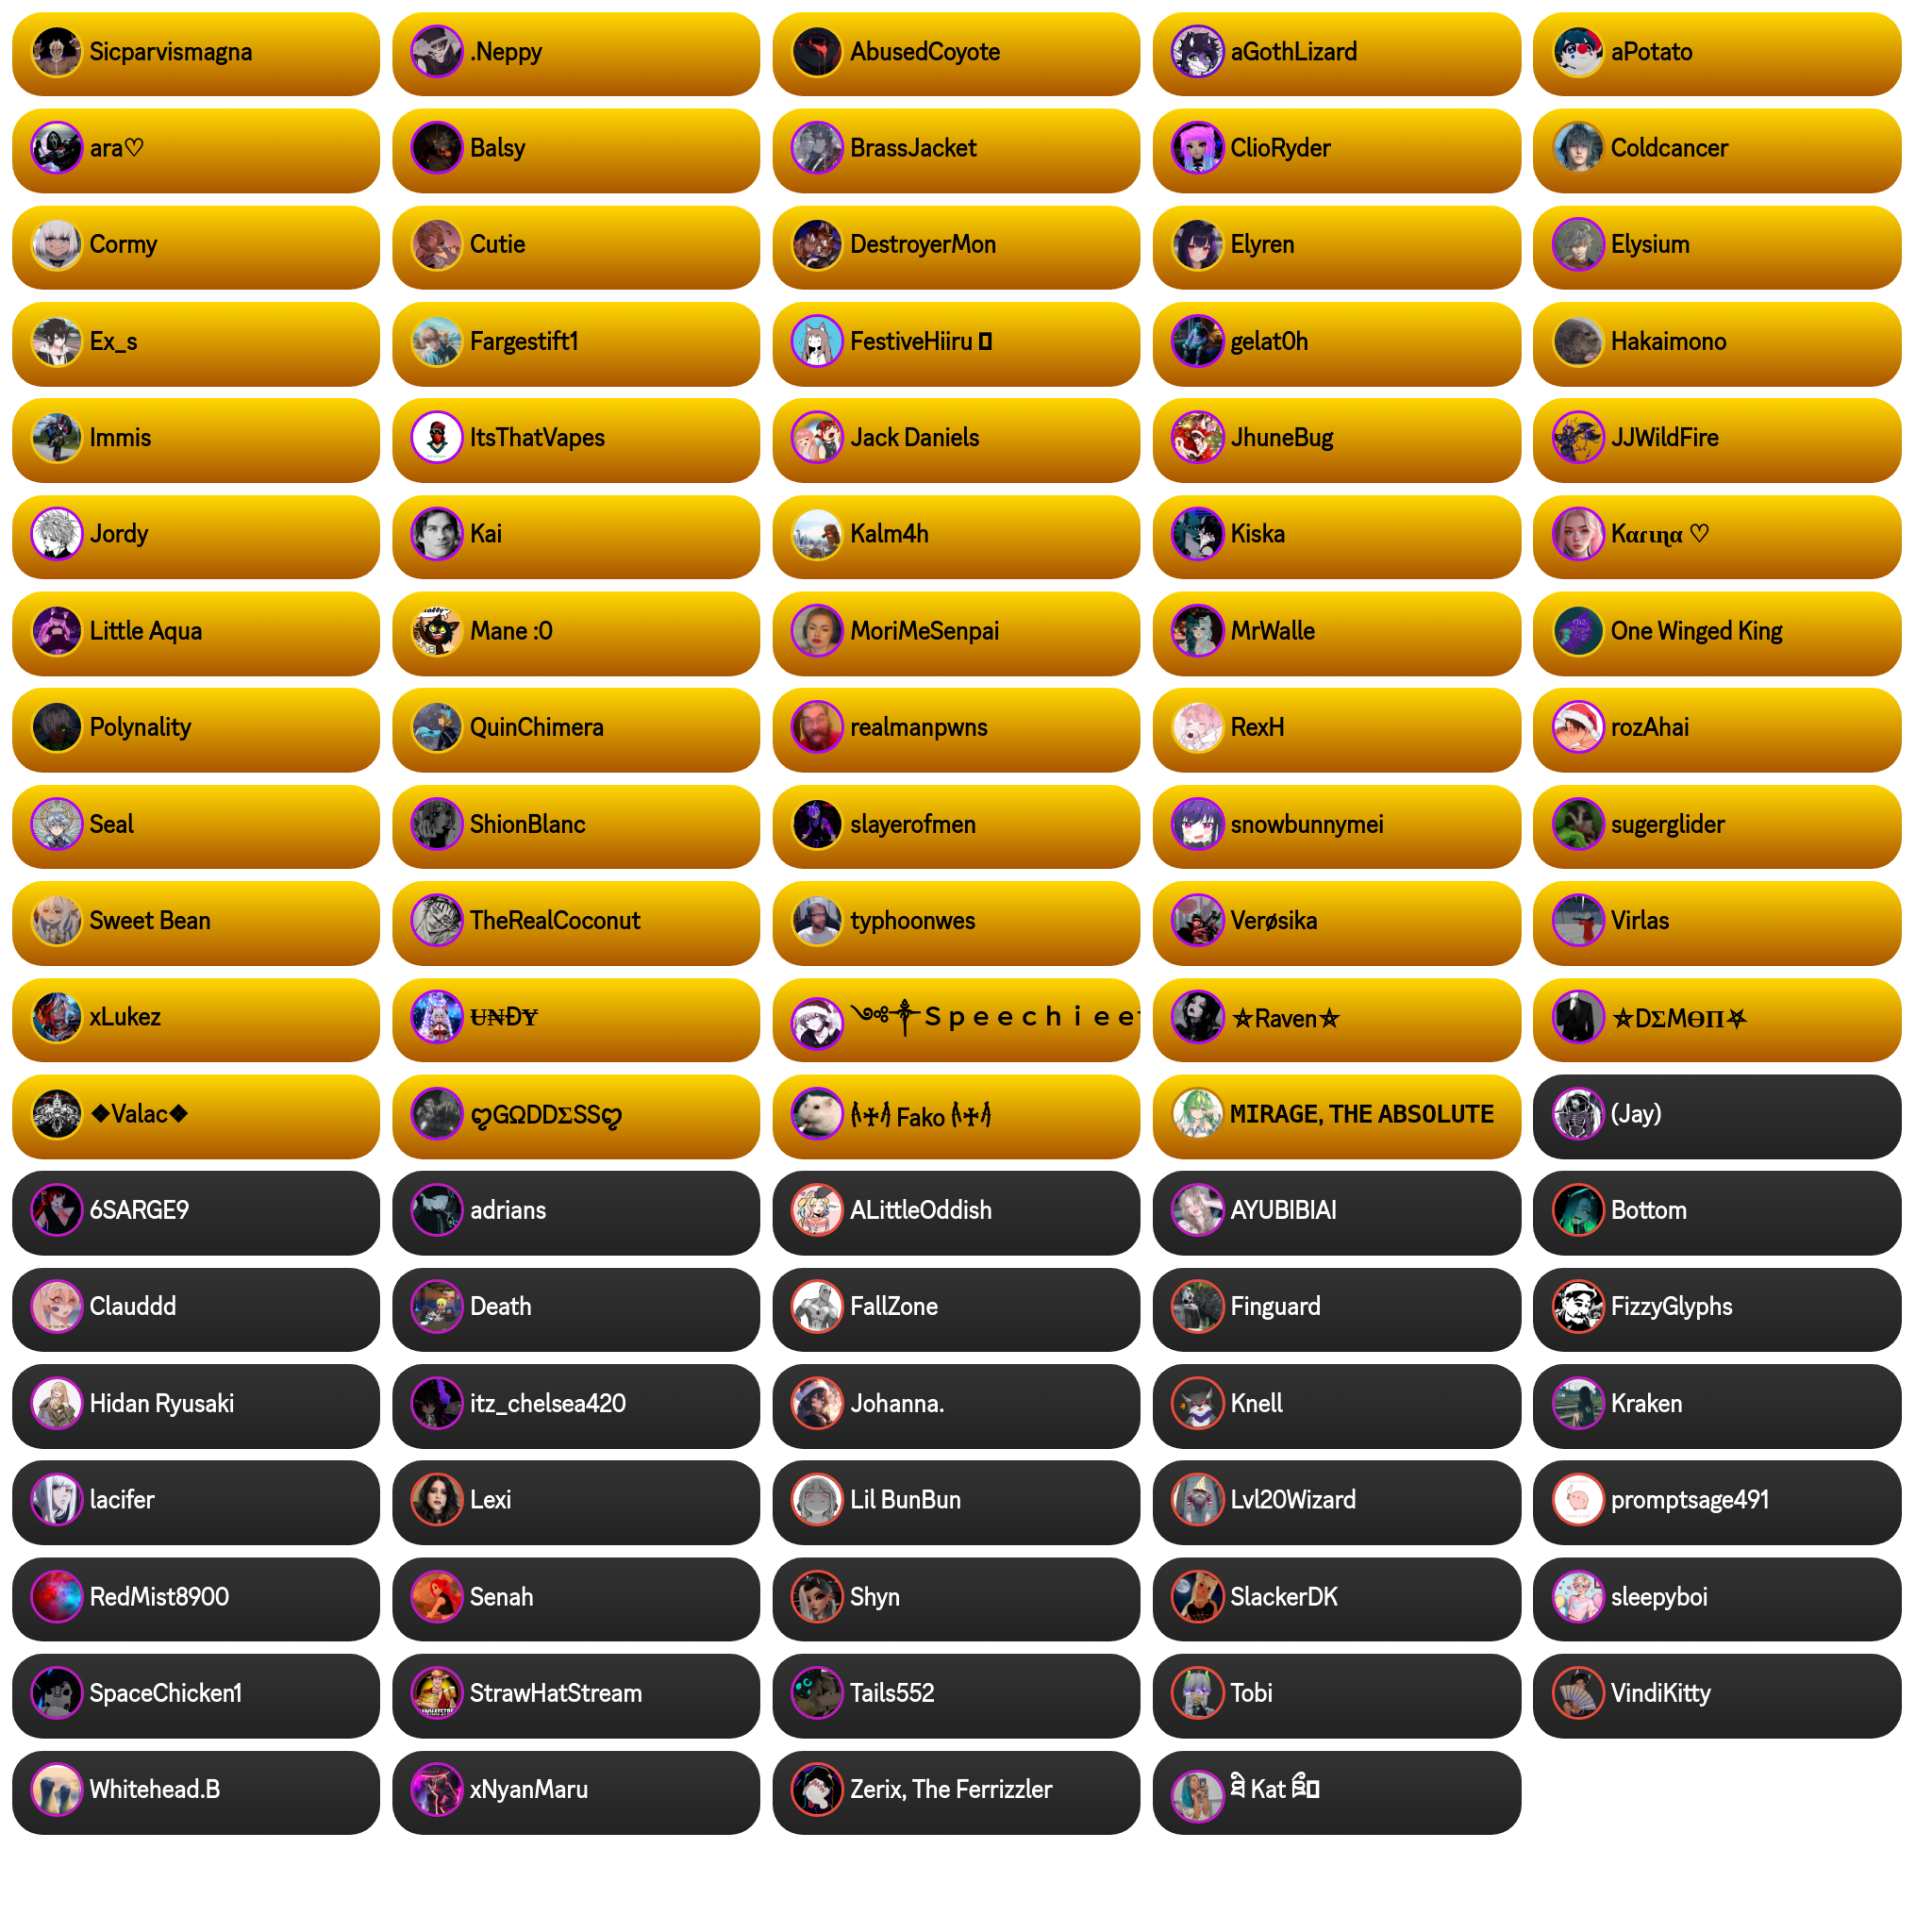 Sicparvismagna
.Neppy
AbusedCoyote
aGothLizard
aPotato
ara♡
Balsy
BrassJacket
ClioRyder
Coldcancer
Cormy
Cutie
DestroyerMon
Elyren
Elysium
Ex_s
Fargestift1
FestiveHiiru
gelat0h
Hakaimono
Immis
ItsThatVapes
Jack Daniels
JhuneBug
JJWildFire
Jordy
Kai
Kalm4h
Kiska
Kαɾιɳα ♡
Little Aqua
Mane :0
MoriMeSenpai
MrWalle
One Winged King
Polynality
QuinChimera
realmanpwns
RexH
rozAhai
Seal
ShionBlanc
slayerofmen
snowbunnymei
sugerglider
Sweet Bean
TheRealCoconut
typhoonwes
Verøsika
Virlas
xLukez
U̶N̶ÐY̶
༺༒Ｓｐｅｅｃｈｉｅｅ
⛤Raven⛤
⛤DΣMӨΠ⛧
❖Valac❖
ღGΩDDΣSSღ
Fako
MIRAGE, THE ABSOLUTE
(Jay)
6SARGE9
adrians
ALittleOddish
AYUBIBIAI
Bottom
Clauddd
Death
FallZone
Finguard
FizzyGlyphs
Hidan Ryusaki
itz_chelsea420
Johanna.
Knell
Kraken
lacifer
Lexi
Lil BunBun
Lvl20Wizard
promptsage491
RedMist8900
Senah
Shyn
SlackerDK
sleepyboi
SpaceChicken1
StrawHatStream
Tails552
Tobi
VindiKitty
Whitehead.B
xNyanMaru
Zerix, The Ferrizzler
Kat